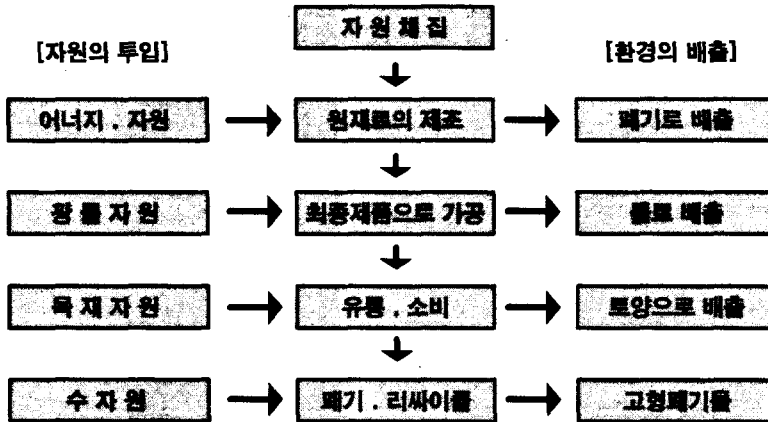 자 원 채 집
[자원의 투입]
[환경의 배출]
에너지 . 자원
원재료의 제조
폐기로 배출
광 물 자 원
최종제품으로 가공
물로 배출
목 재 자 원
유통 . 소비
토양으로 배출
수 자 원
폐기 . 리싸이클
고형폐기물